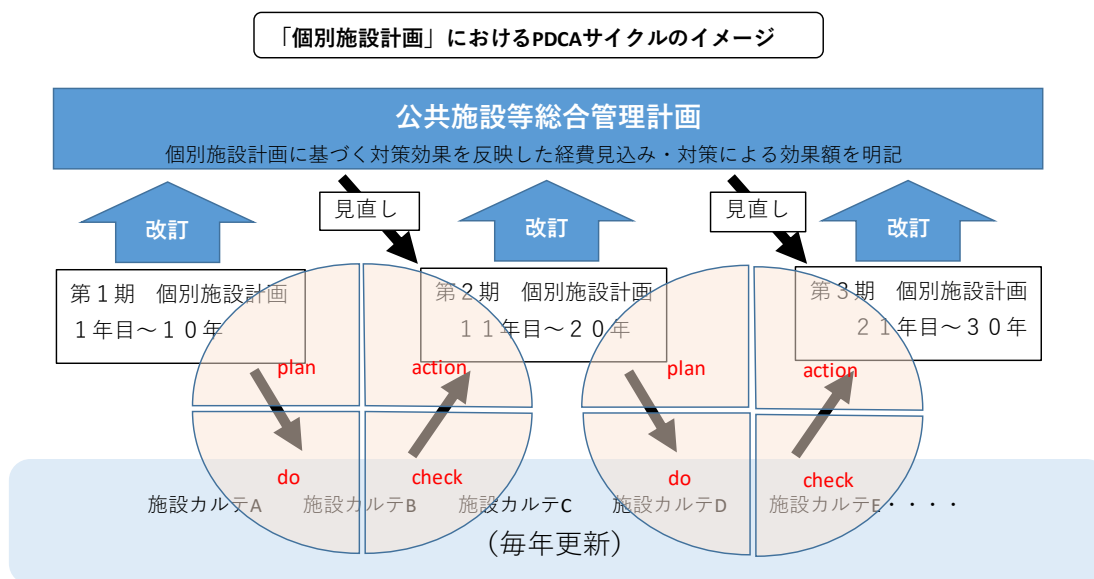 「個別施設計画」におけるPDCAサイクルのイメージ
公共施設等総合管理計画
個別施設計画に基づく対策効果を反映した経費見込み・対策による効果額を明記
改訂
見直し
改訂
見直し
改訂
第１期　個別施設計画
１年目～１０年
第２期　個別施設計画
１１年目～２０年
第３期　個別施設計画
２１年目～３０年
plan
action
plan
action
do
check
do
check
施設カルテA
施設カルテB
施設カルテC
施設カルテD
施設カルテE・・・・
（毎年更新）